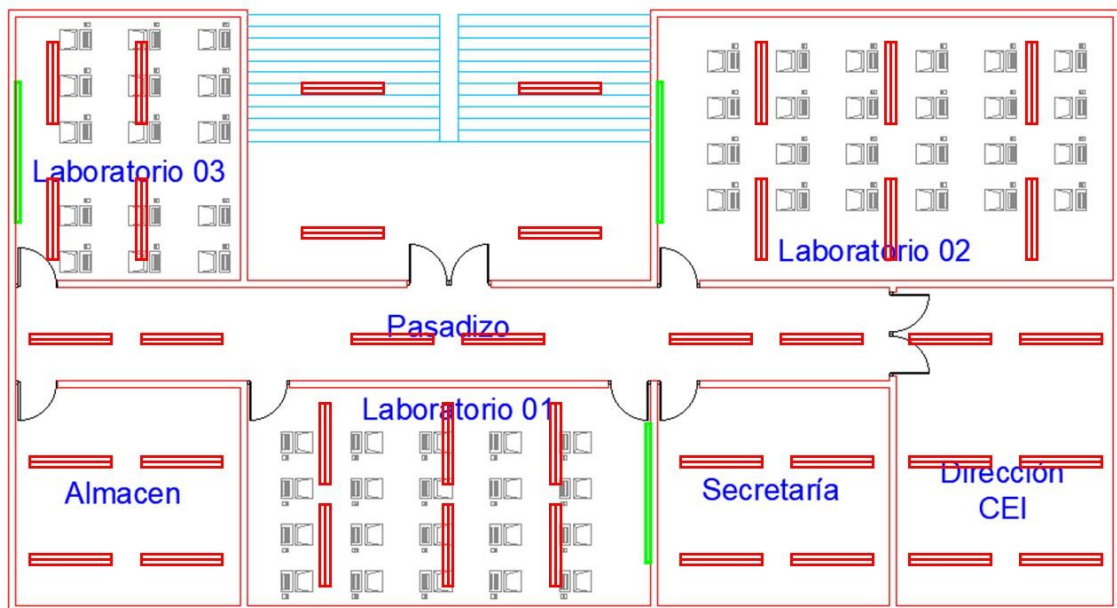 Laboratorio 03
Laboratorio 02
Pasadizo
Laboratorio 01
Almacen
Secretaría
Dirección
CEI